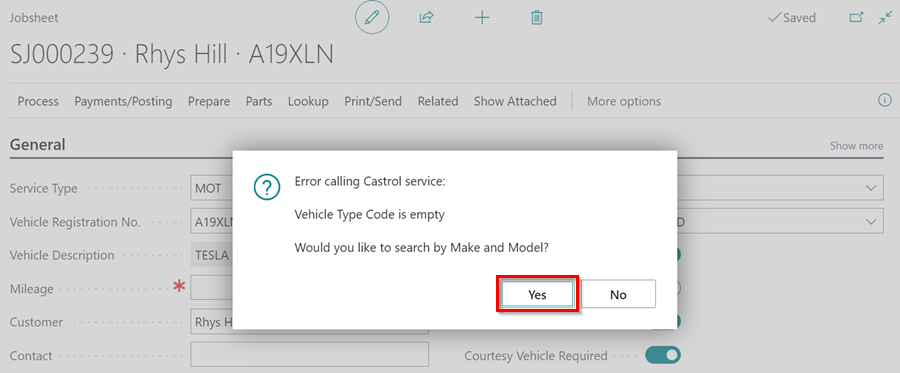 Jobsheet
Saved
SJ000239 · Rhys Hill · A19XLN
Process Payments/Posting Prepare Parts Lookup Print/Send Related Show Attached More options
General
Show more
Service Type MOT
Vehicle Registration No. A19XLN
D
Vehicle Description TESLA
Mileage
Customer Rhys H
Contact
Courtesy Vehicle Required
Error calling Castrol service:
Vehicle Type Code is empty
Would you like to search by Make and Model?
Yes No